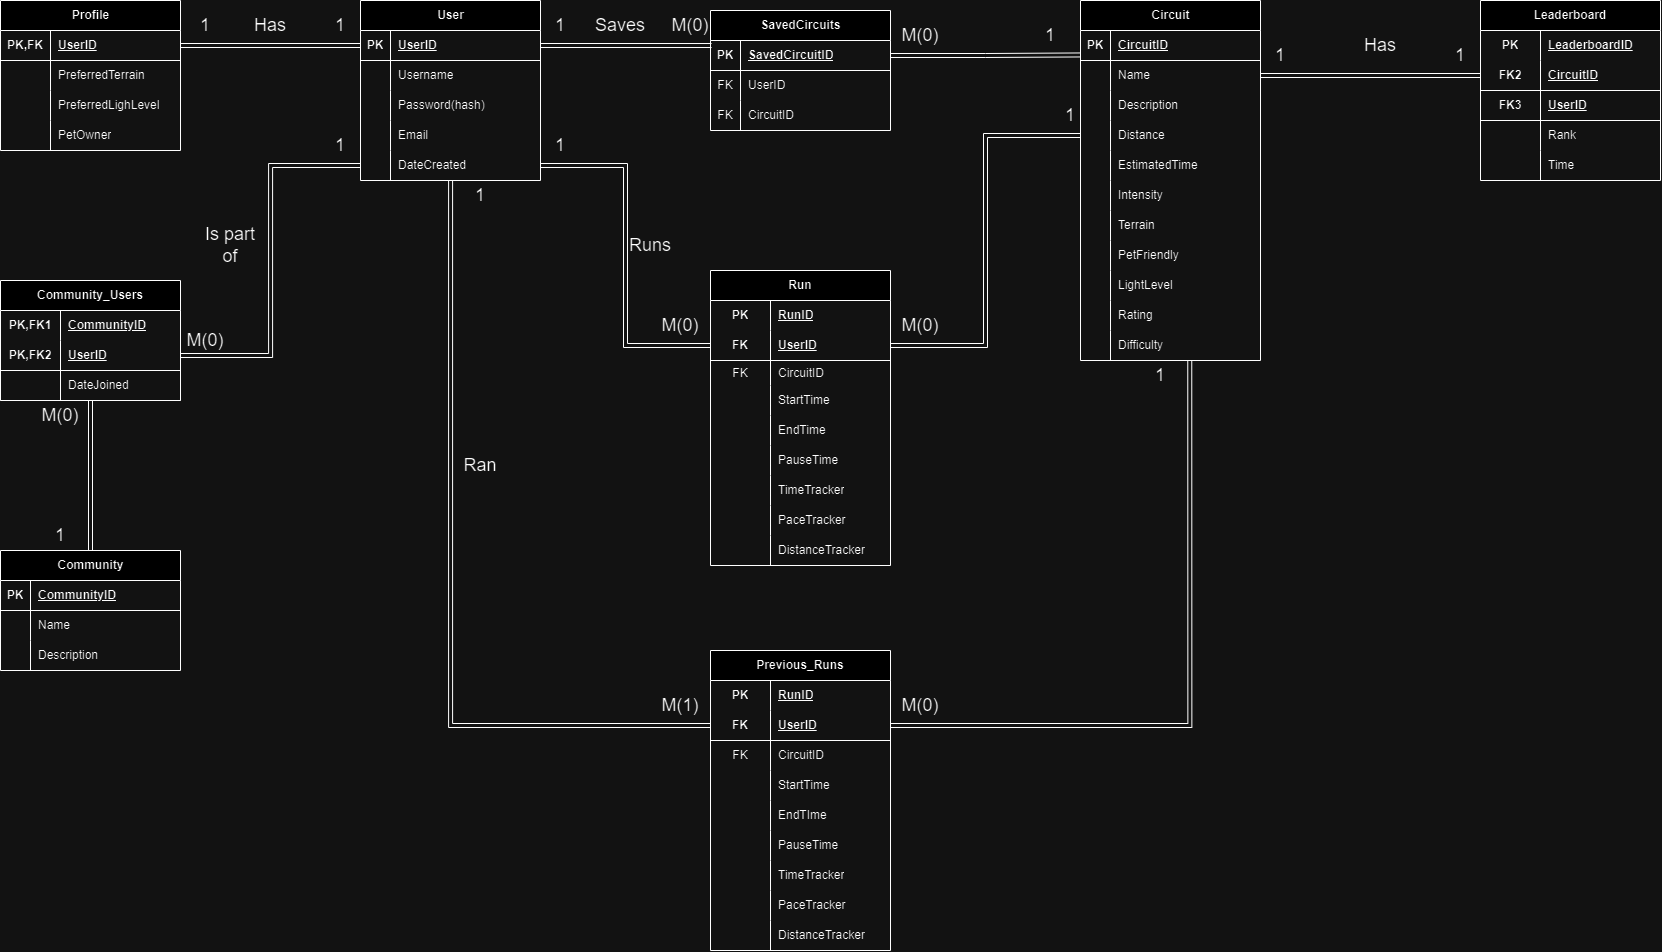 Profile
PK,FK UserID
PreferredTerrain
PreferredLighLevel
PetOwner
1 Has 1
User
PK UserID
Username
Password(hash)
Email
DateCreated
1 Saves M(0)
SavedCircuits
PK SavedCircuitID
FK UserID
FK CircuitID
M(0) 1
Circuit
PK CircuitID
Name
Description
Distance
EstimatedTime
Intensity
Terrain
PetFriendly
LightLevel
Rating
Difficulty
1 Has 1
Leaderboard
PK LeaderboardID
FK2 CircuitID
FK3 UserID
Rank
Time
1
Is part
of
M(0)
Community_Users
PK,FK1 CommunityID
PK,FK2 UserID
DateJoined
M(0)
1
Community
PK CommunityID
Name
Description
1
Runs
M(0)
Run
PK RunID
FK UserID
FK CircuitID
StartTime
EndTime
PauseTime
TimeTracker
PaceTracker
DistanceTracker
M(0)
1
1
Ran
M(1)
Previous_Runs
PK RunID
FK UserID
FK CircuitID
StartTime
EndTIme
PauseTime
TimeTracker
PaceTracker
DistanceTracker
M(0)
1